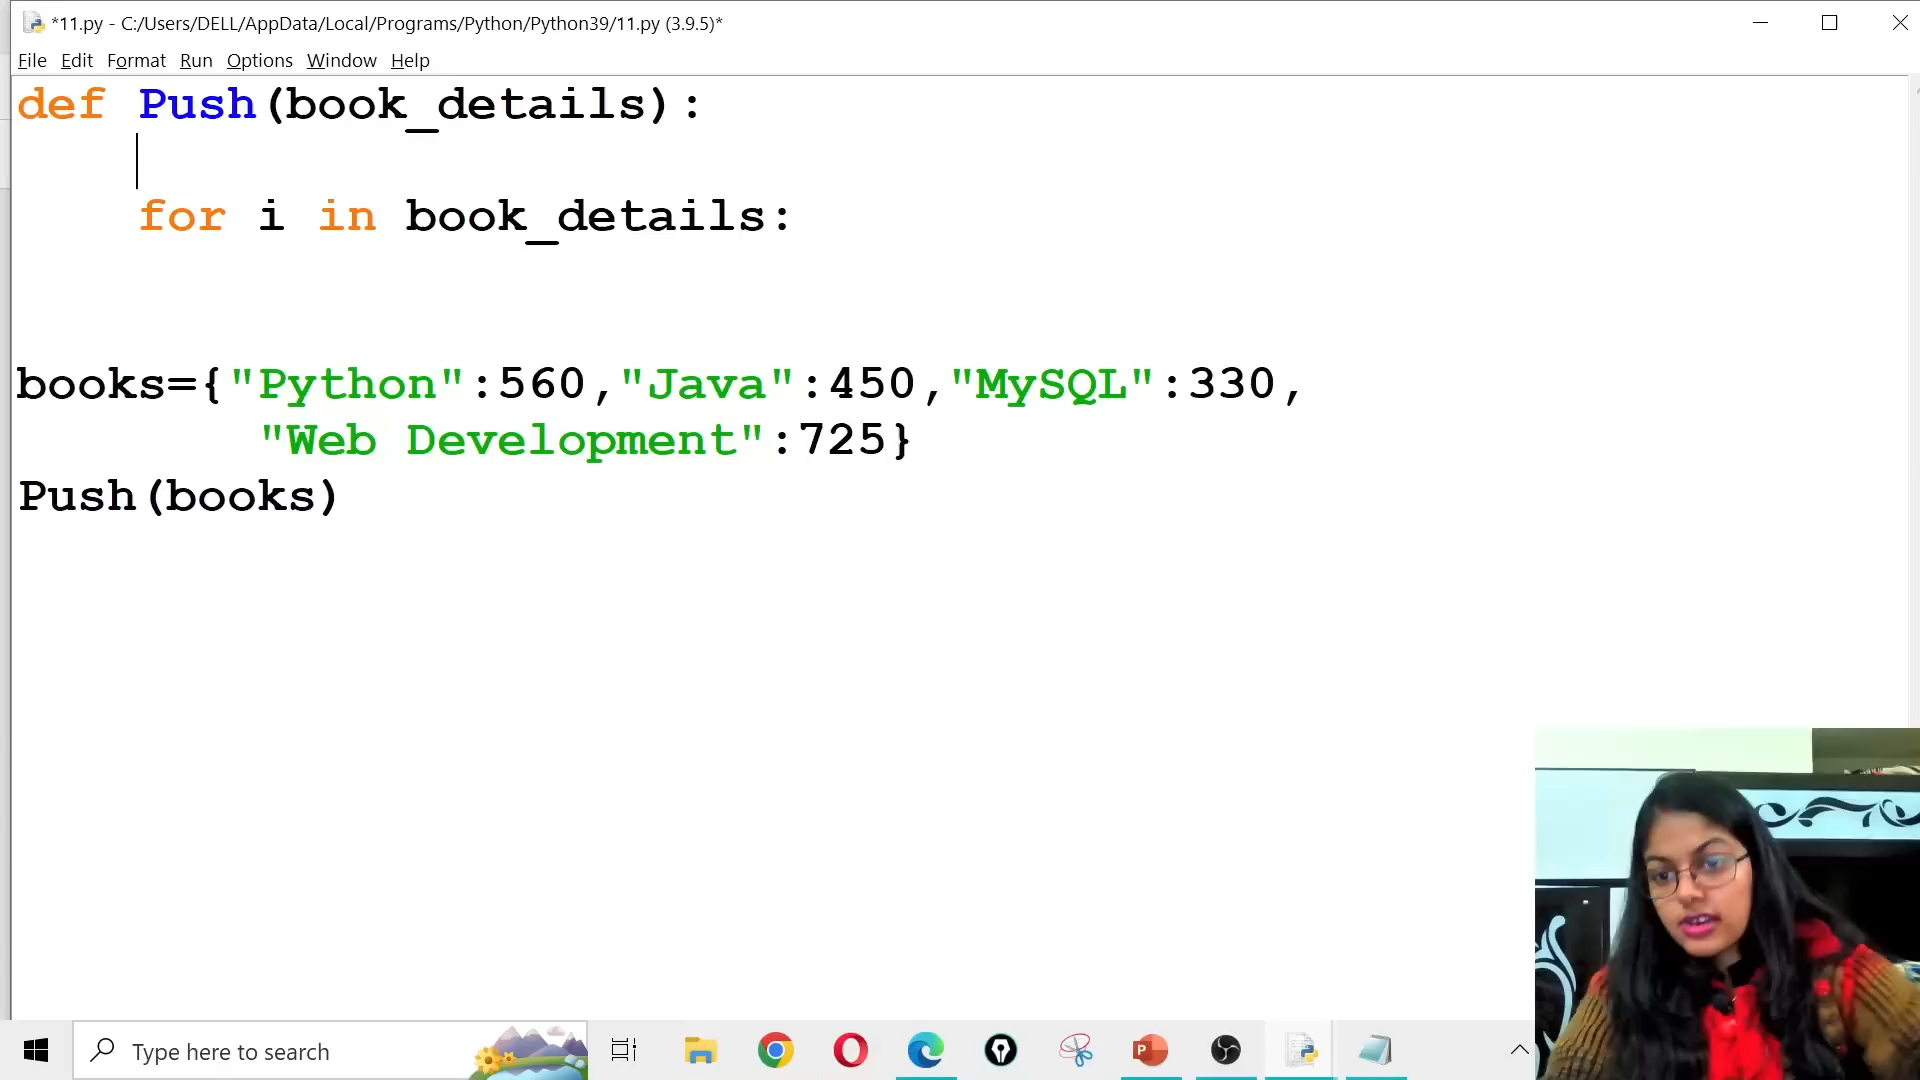 *11.py - C:/Users/DELL/AppData/Local/Programs/Python/Python39/11.py (3.9.5)*
File Edit Format Run Options Window Help
def Push(book_details):
for i in book_details:
books={"Python":560,"Java":450,"MySQL":330,
"Web Development":725}
Push(books)
Type here to search